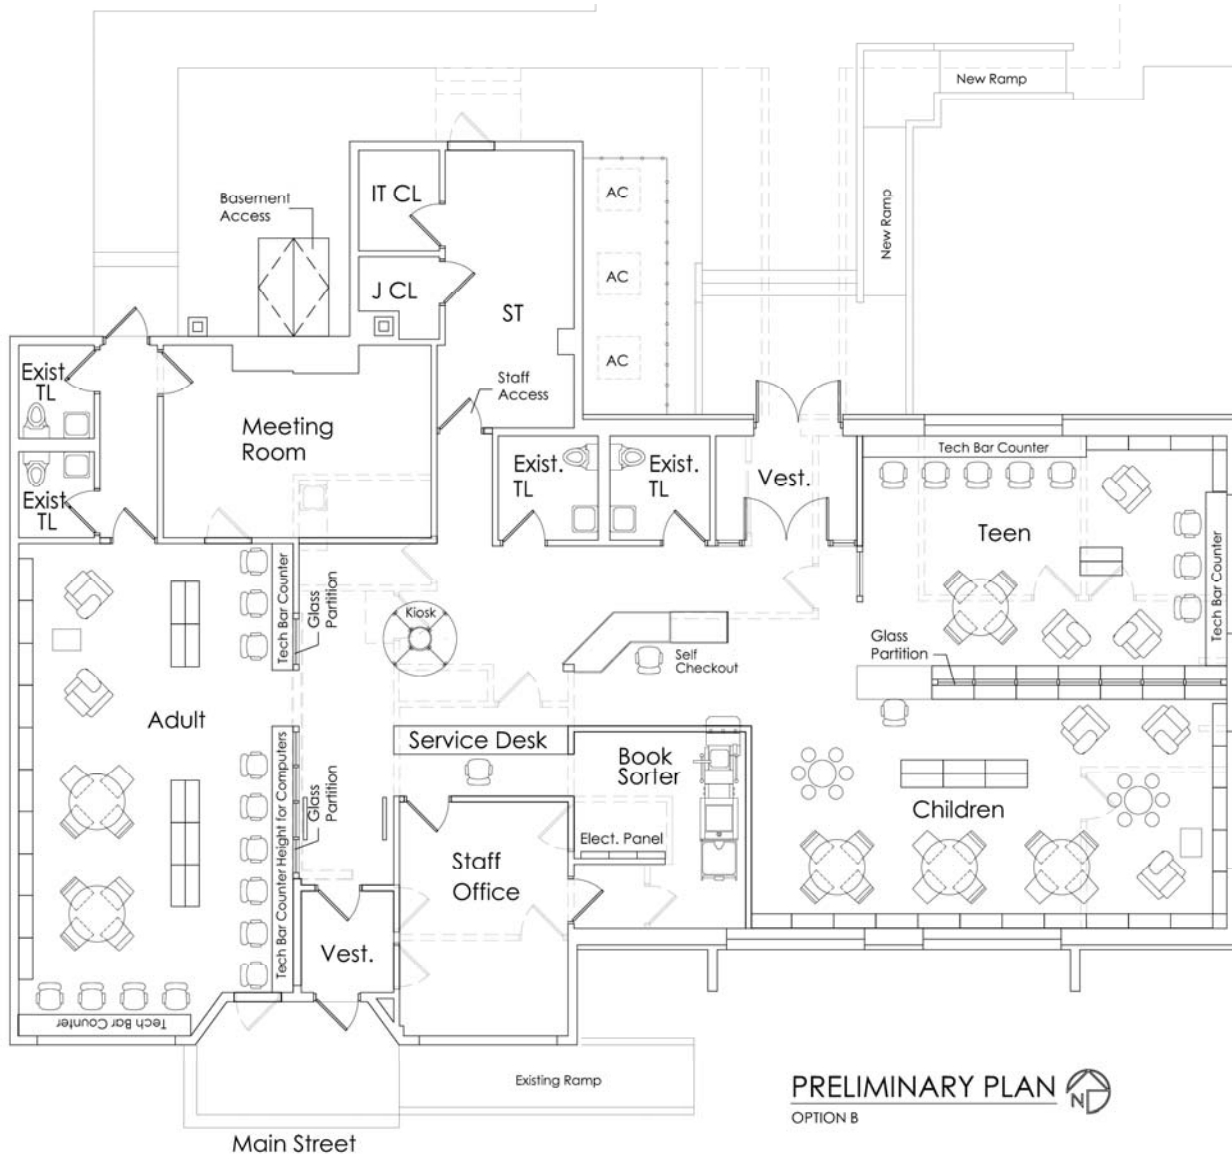 New Ramp
New Ramp
Basement
Access
IT CL
J CL
ST
AC
AC
AC
Staff
Access
Exist.
TL
Exist.
TL
Meeting
Room
Exist.
TL
Exist.
TL
Vest.
Tech Bar Counter
Teen
Tech Bar Counter
Tech Bar Counter
Glass
Partition
Kiosk
Self
Checkout
Glass
Partition
Adult
Service Desk
Book
Sorter
Children
Tech Bar Counter Height for Computers
Glass
Partition
Elect. Panel
Staff
Office
Vest.
Tech Bar Counter
Existing Ramp
Main Street
PRELIMINARY PLAN
N
OPTION B